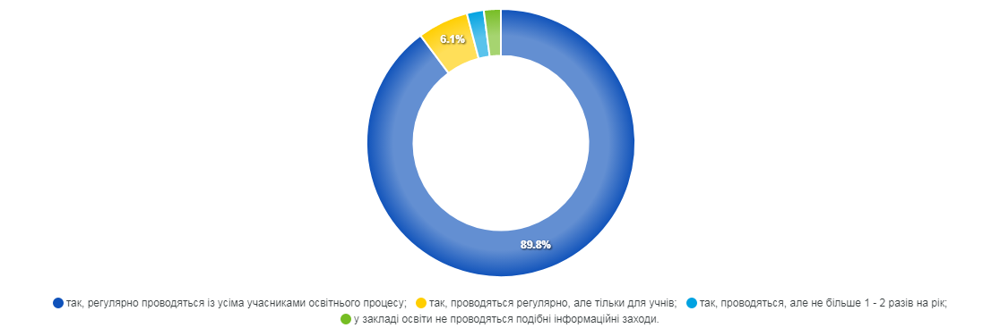 6.1%
89.8%
так, регулярно проводяться із усіма учасниками освітнього процесу; так, проводяться регулярно, але тільки для учнів; так, проводяться, але не більше 1 - 2 разів на рік;
у закладі освіти не проводяться подібні інформаційні заходи.